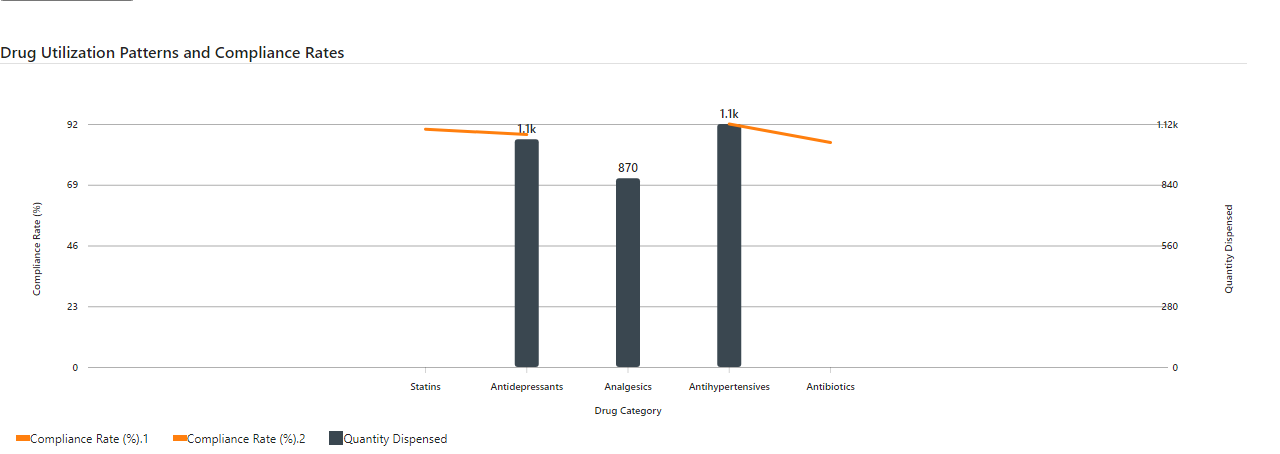 Drug Utilization Patterns and Compliance Rates
1.1k
870
1.1k
92
69
46
23
0
1.12k
840
560
280
0
Compliance Rate (%)
Quantity Dispensed
Statins Antidepressants Analgesics Antihypertensives Antibiotics
Drug Category
Compliance Rate (%).1 Compliance Rate (%).2 Quantity Dispensed